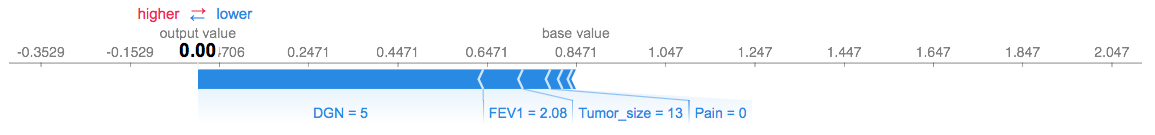 higher lower
output value base value
-0.3529 -0.1529 0.00 4706 0.2471 0.4471 0.6471 0.8471 1.047 1.247 1.447 1.647 1.847 2.047
DGN = 5 FEV1 = 2.08 Tumor_size = 13 Pain = 0